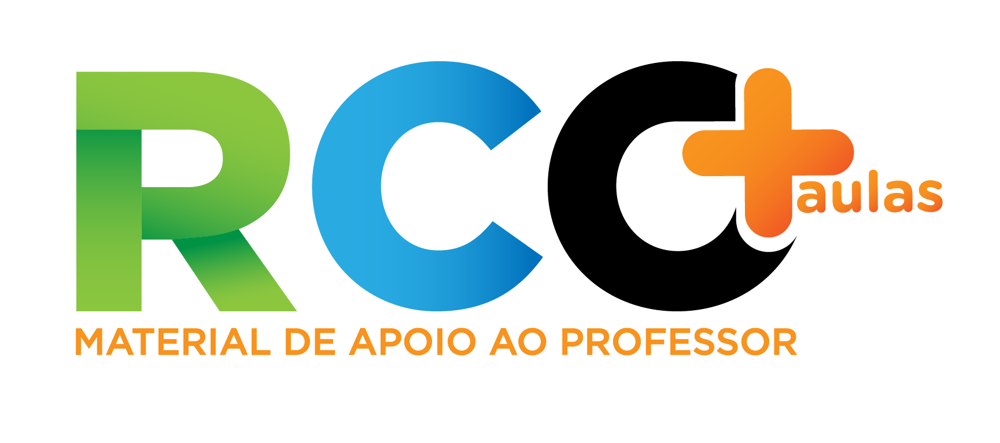 RCC+aulas
MATERIAL DE APOIO AO PROFESSOR